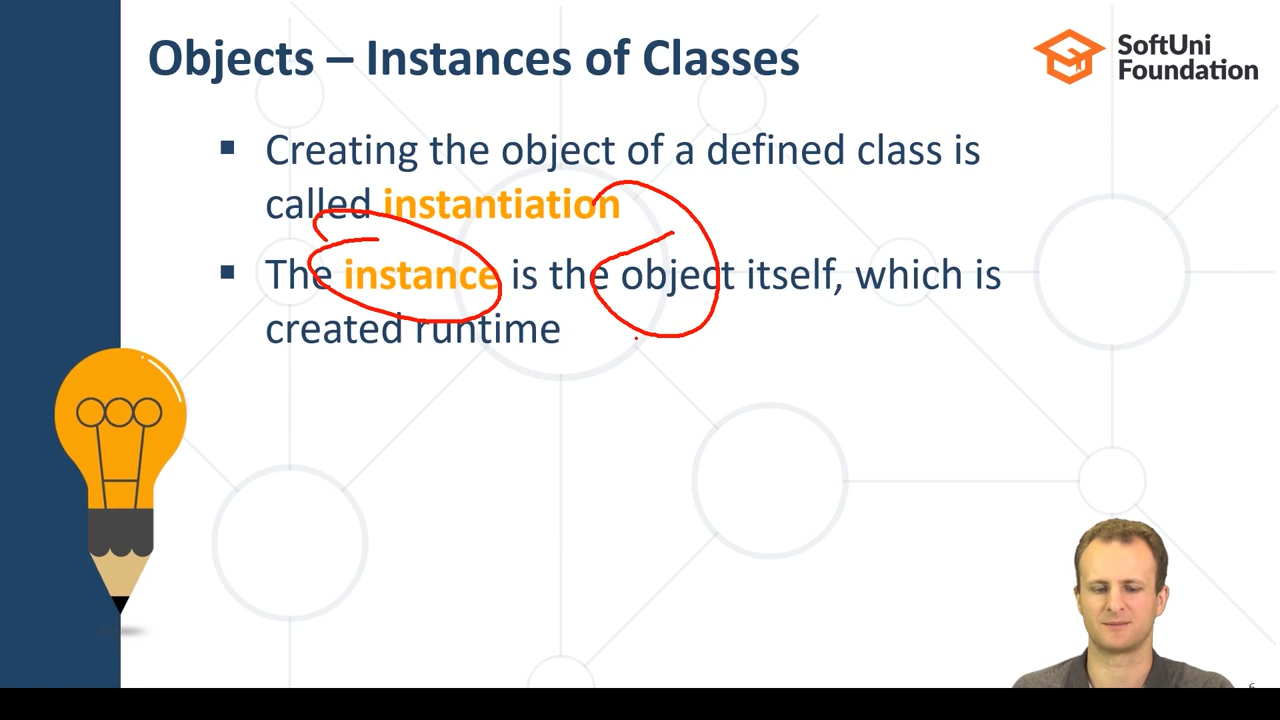 Objects – Instances of Classes
SoftUni
Foundation
▪ Creating the object of a defined class is
called instantiation
▪ The instance is the object itself, which is
created runtime
6